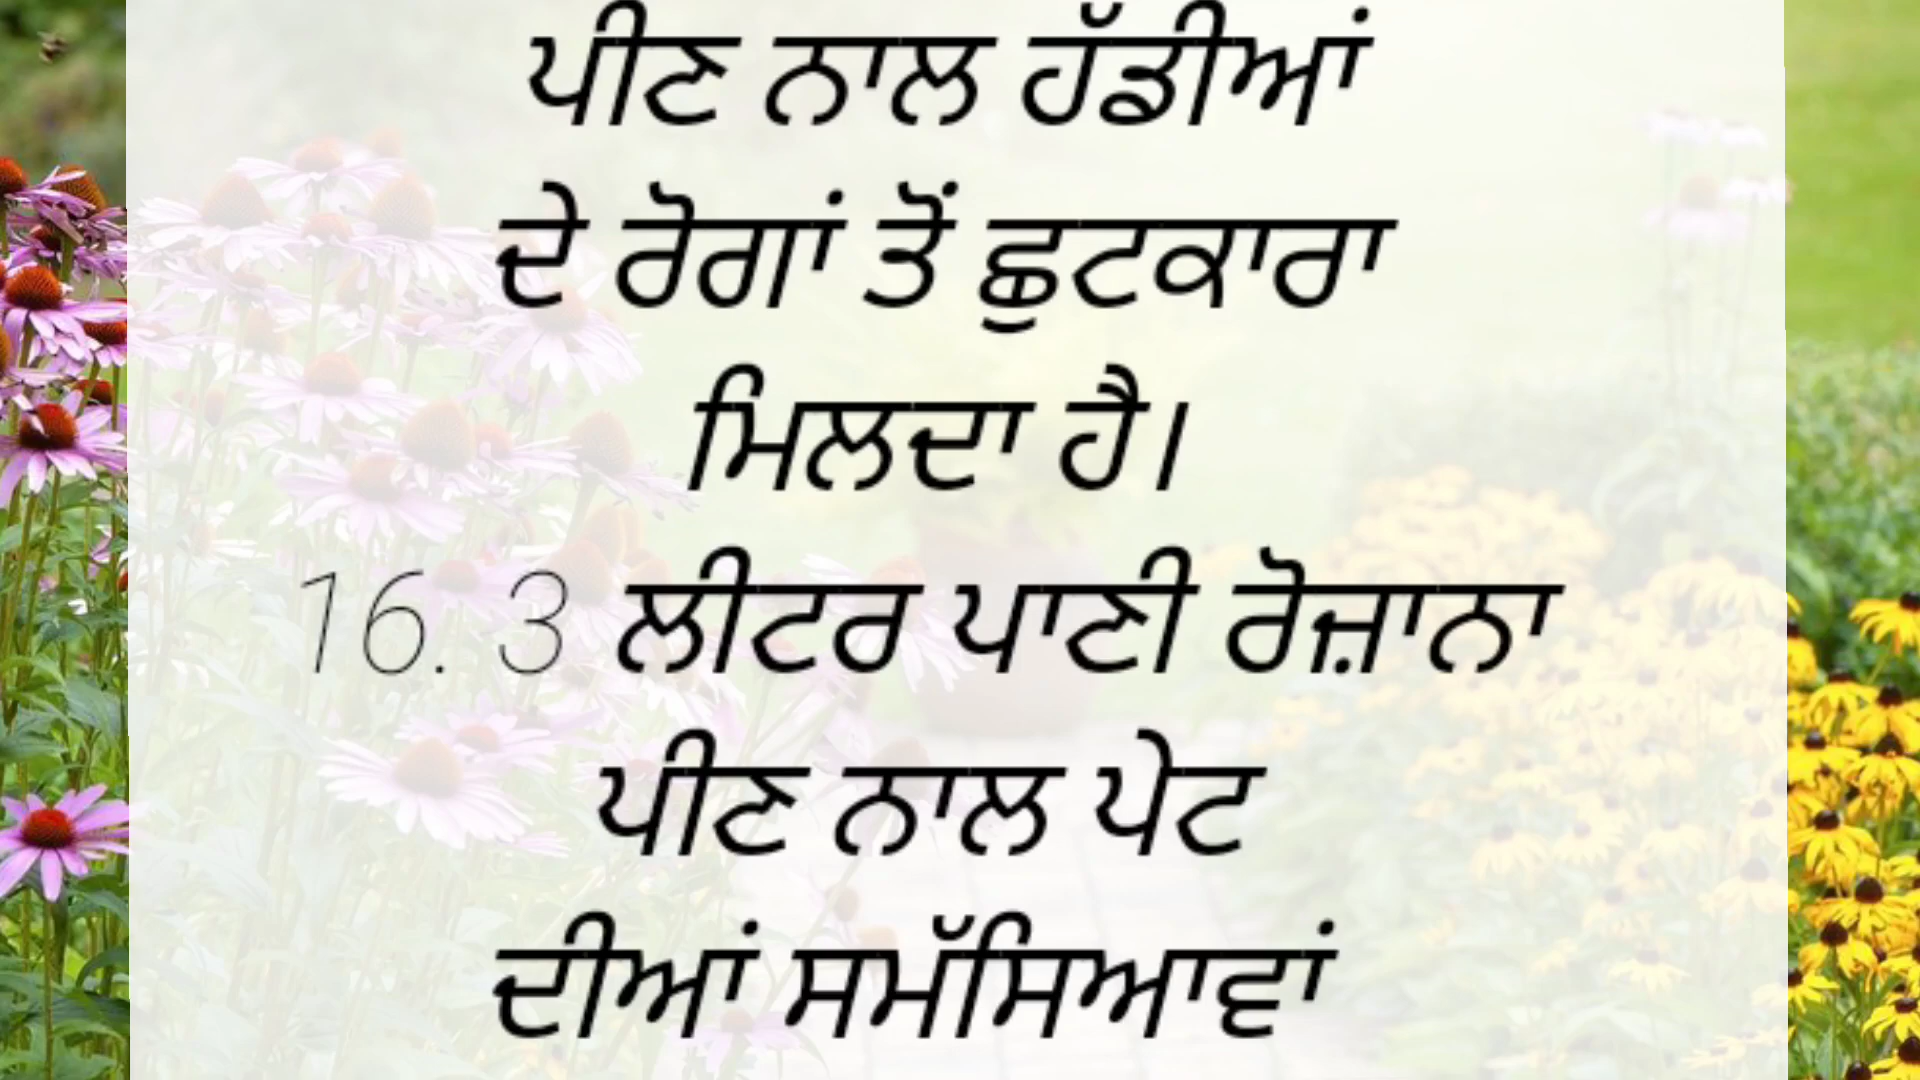 ਪੀਣ ਨਾਲ ਹੱਡੀਆਂ
ਦੇ ਰੋਗਾਂ ਤੋਂ ਛੁਟਕਾਰਾ
ਮਿਲਦਾ ਹੈ।
16. 3 ਲੀਟਰ ਪਾਣੀ ਰੋਜ਼ਾਨਾ
ਪੀਣ ਨਾਲ ਪੇਟ
ਦੀਆਂ ਸਮੱਸਿਆਵਾਂ